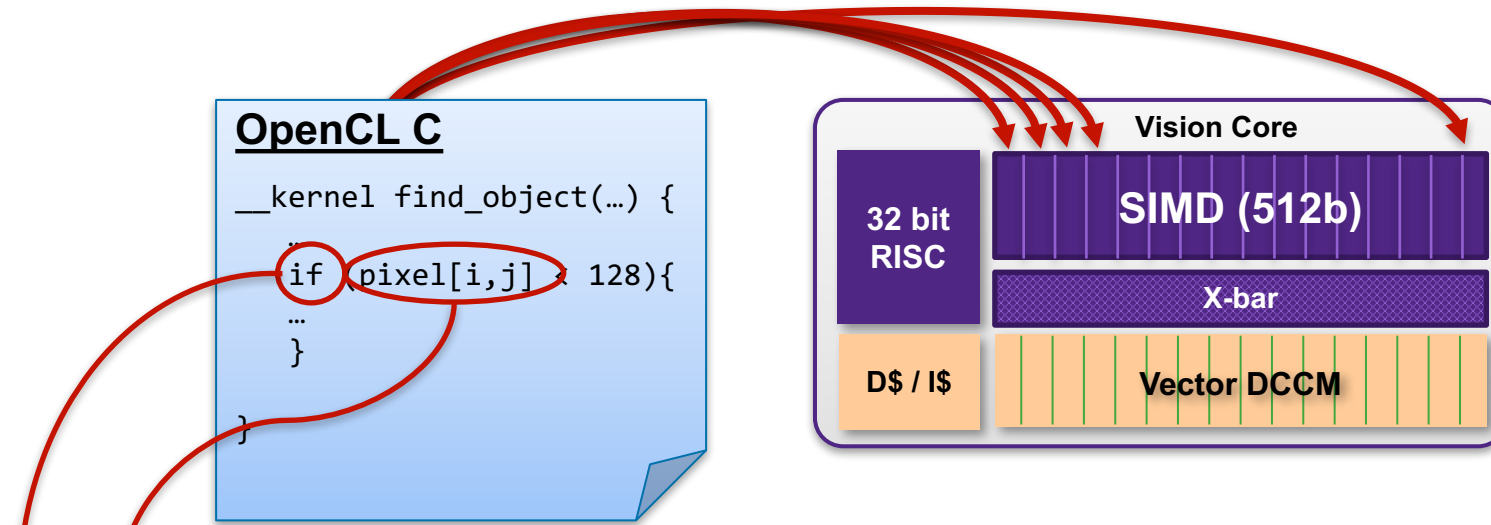 OpenCL C
__kernel find_object(…) {
…
if (pixel[i,j] < 128){
…
}
}
Vision Core
32 bit
RISC
SIMD (512b)
X-bar
D$ / I$
Vector DCCM